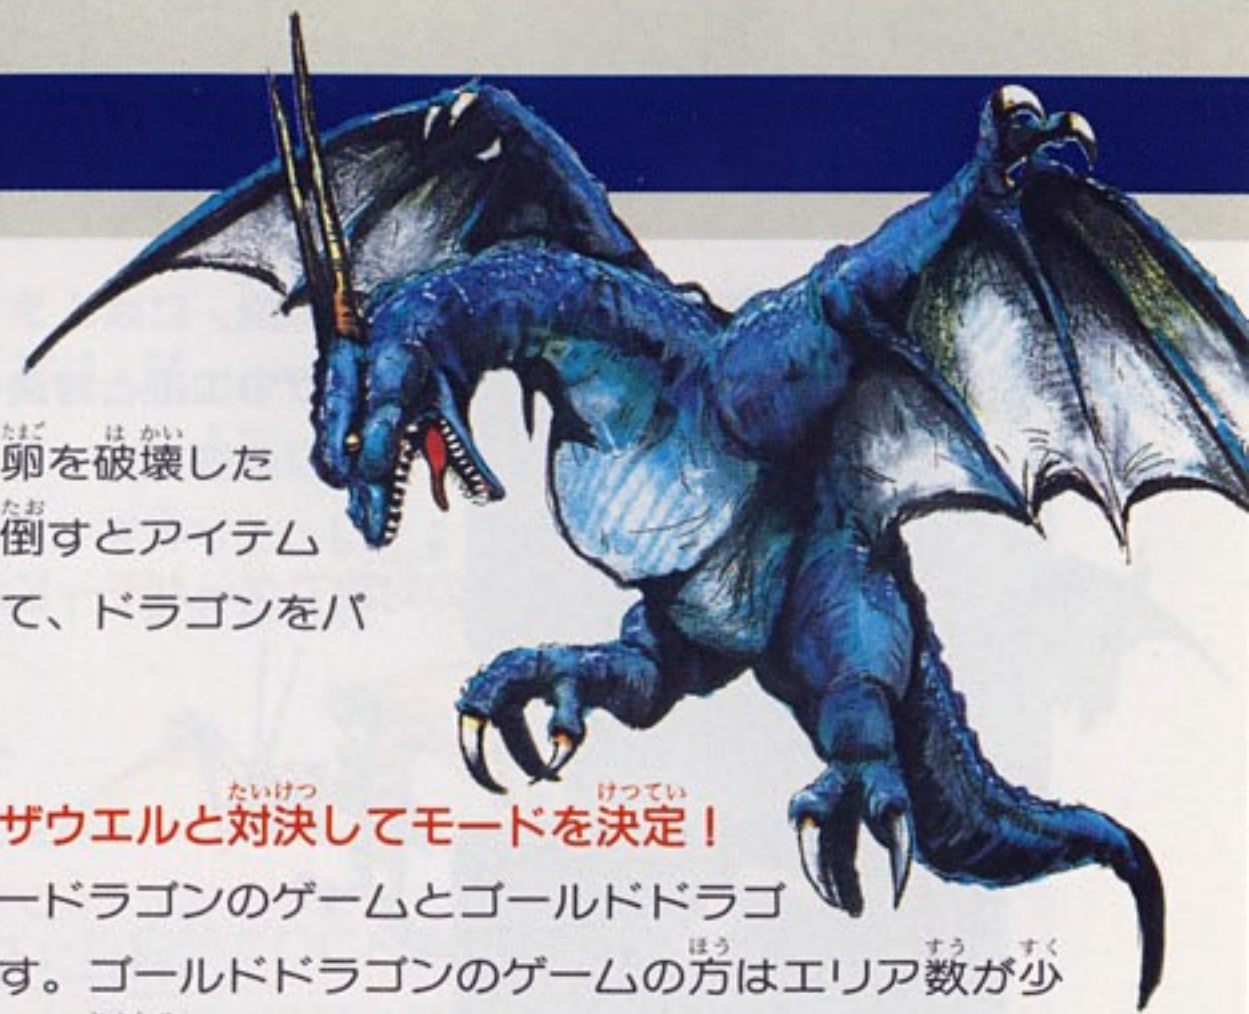 卵を破壊した
倒すとアイテム
て、ドラゴンをパ
ザウエルと対決してモードを決定！
ードラゴンのゲームとゴールドドラゴ
す。ゴールドドラゴンのゲームの方はエリア数が少